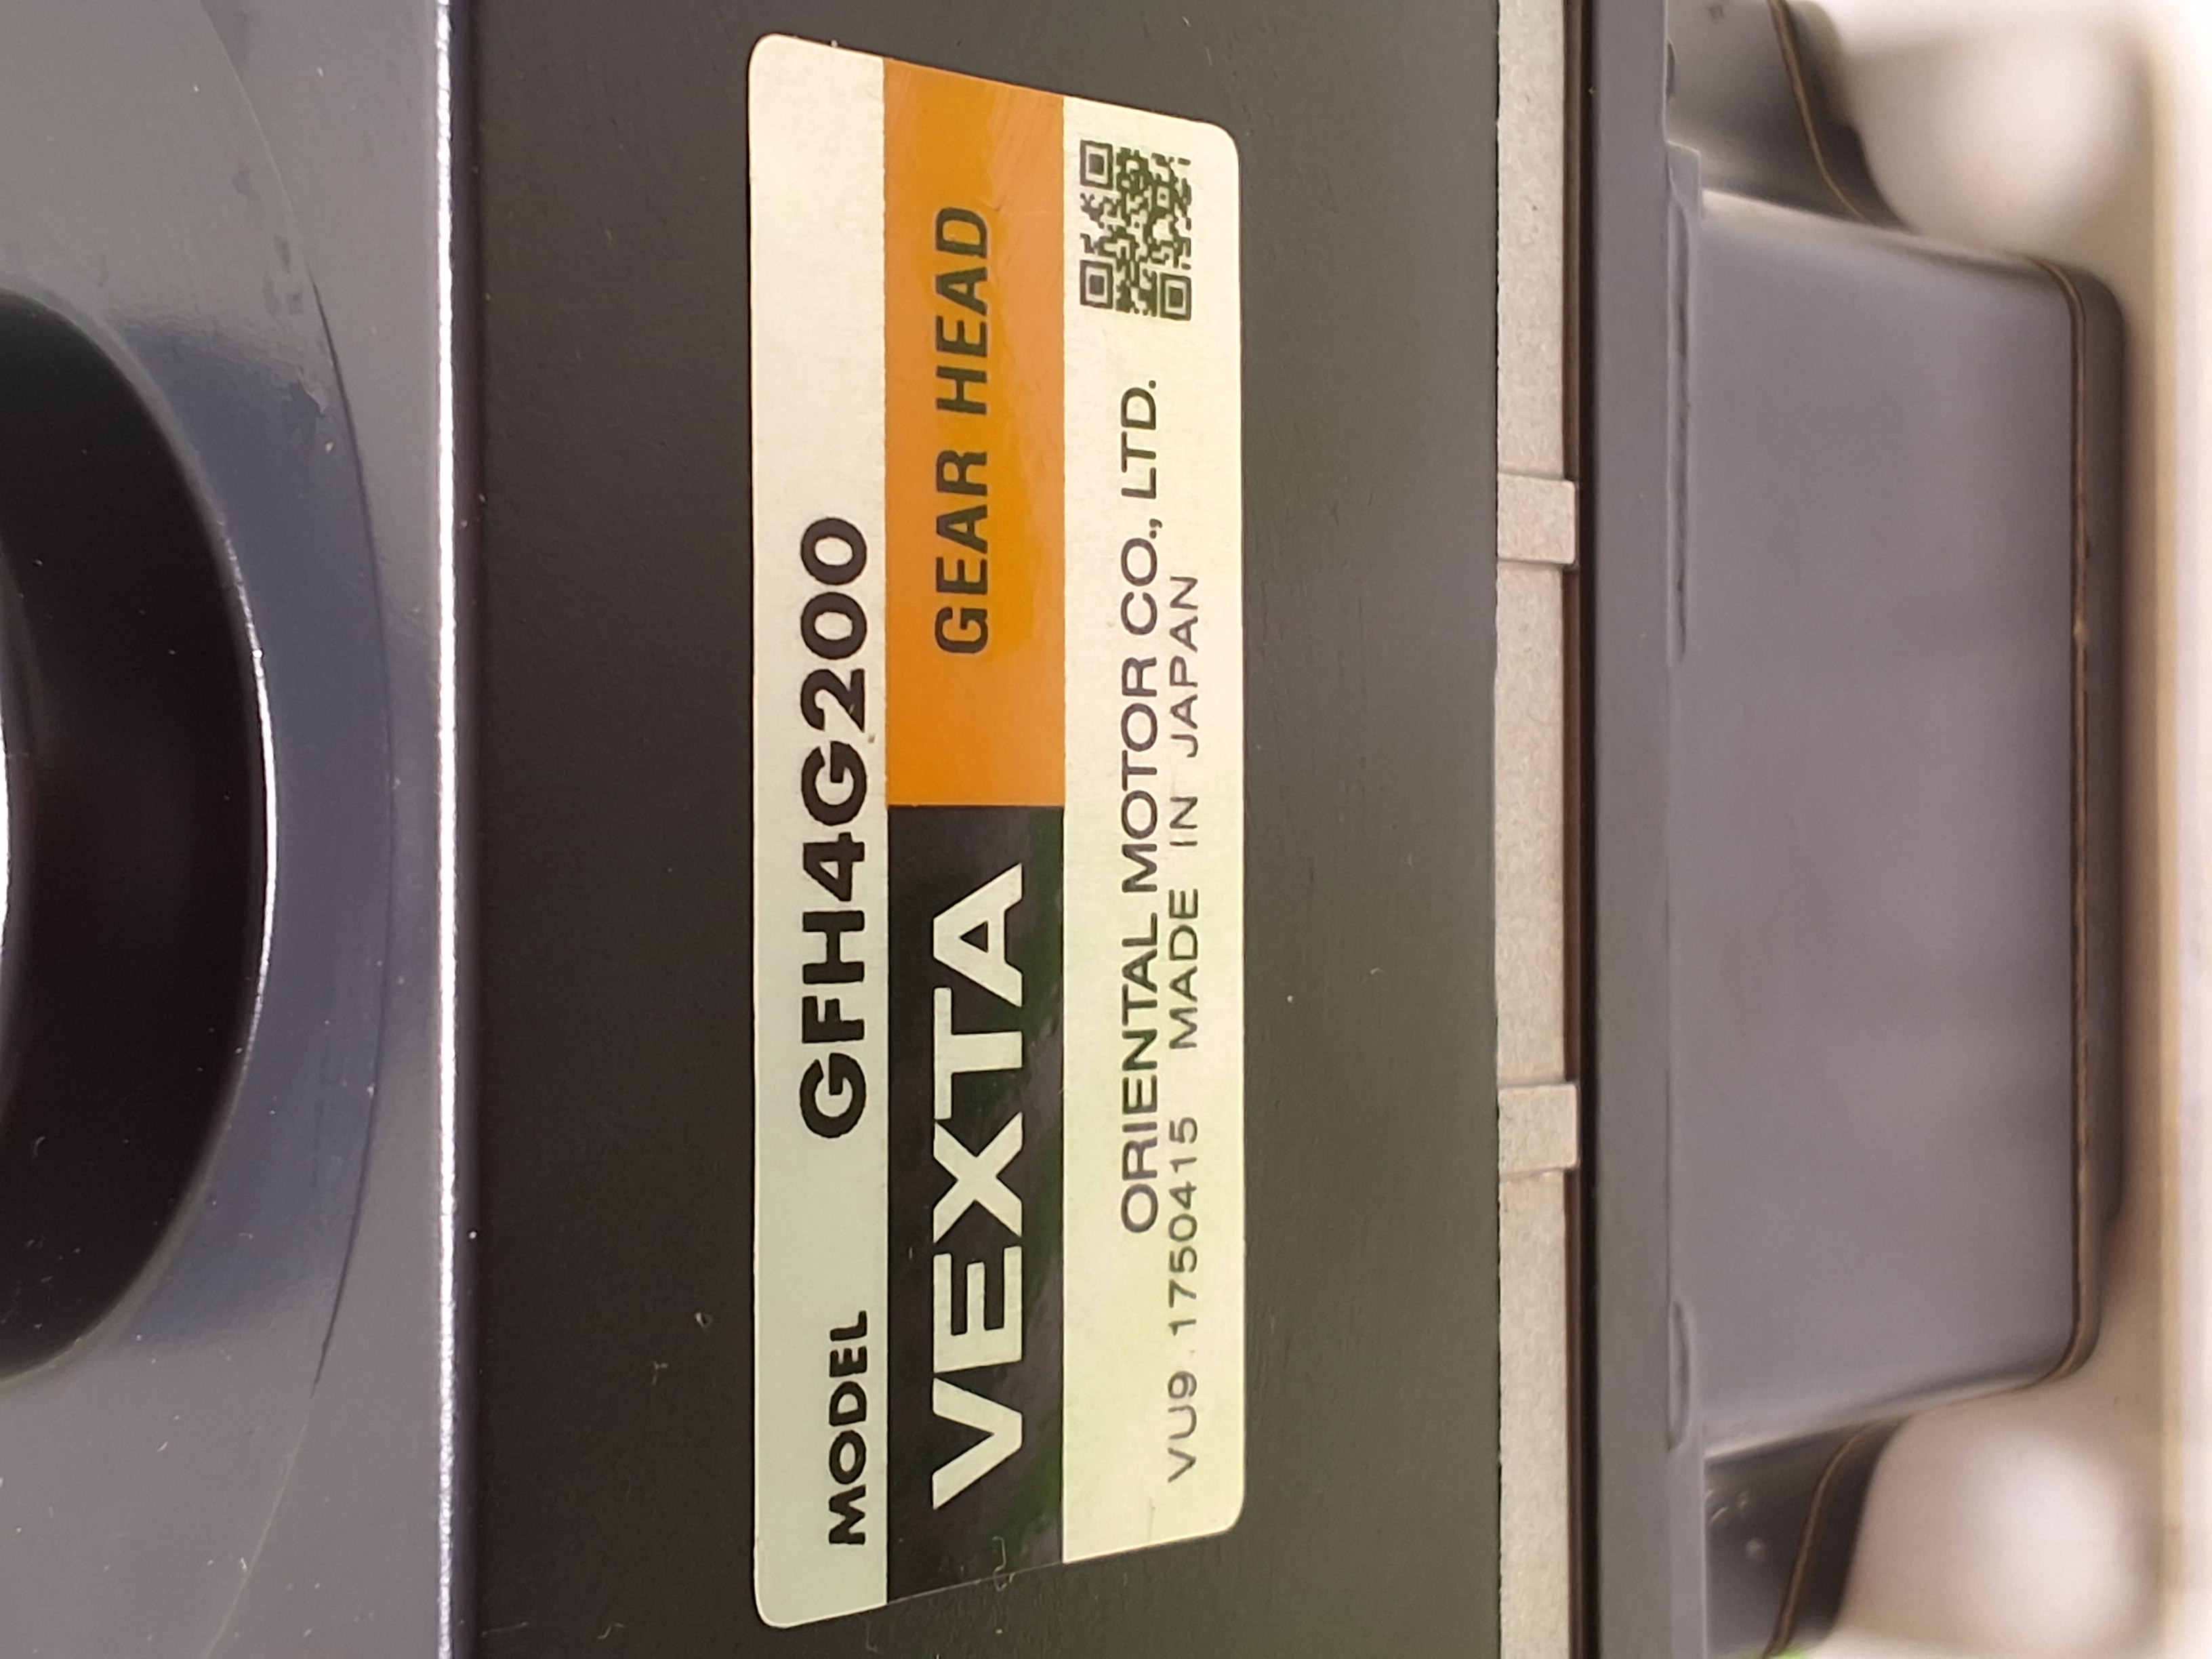 MODEL GFH4G200
VEXTA GEAR HEAD
ORIENTAL MOTOR CO., LTD.
VU9.1750415 MADE IN JAPAN